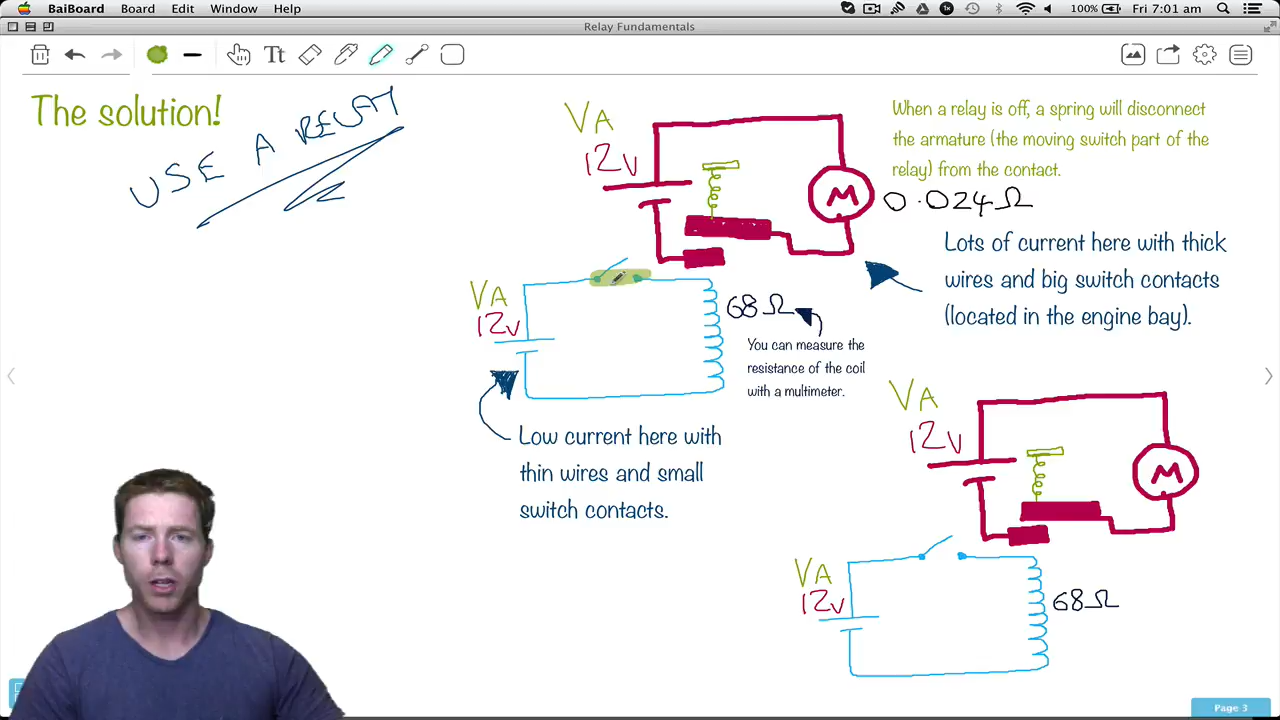 BaiBoard Board Edit Window Help
1x 100% Fri 7:01 am
Relay Fundamentals
Tt
The solution!
USE A RELAY
VA
12v
M
0.024Ω
When a relay is off, a spring will disconnect
the armature (the moving switch part of the
relay) from the contact.
Lots of current here with thick
wires and big switch contacts
(located in the engine bay).
VA
12v
68Ω
You can measure the
resistance of the coil
with a multimeter.
Low current here with
thin wires and small
switch contacts.
VA
12v
M
VA
12v
68Ω
Page 3